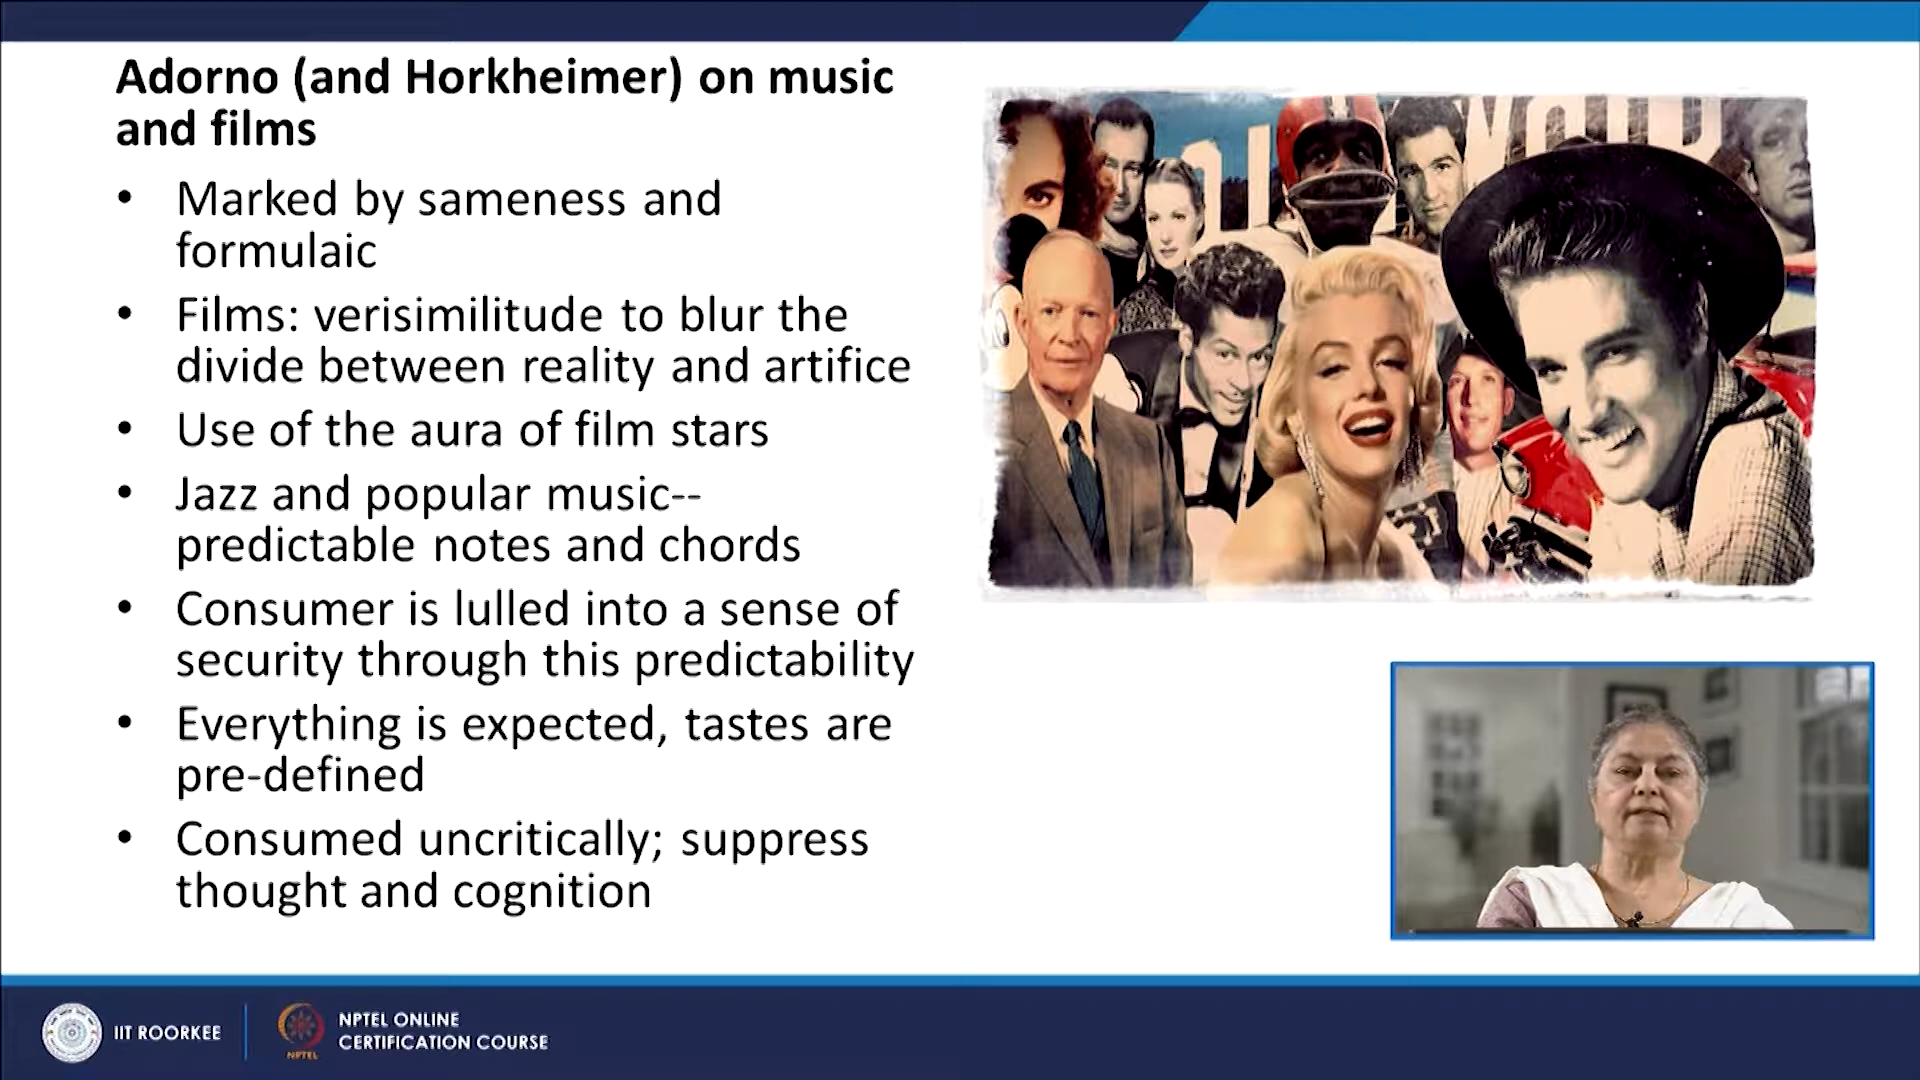 Adorno (and Horkheimer) on music
and films
• Marked by sameness and
formulaic
• Films: verisimilitude to blur the
divide between reality and artifice
• Use of the aura of film stars
• Jazz and popular music--
predictable notes and chords
• Consumer is lulled into a sense of
security through this predictability
• Everything is expected, tastes are
pre-defined
• Consumed uncritically; suppress
thought and cognition
IIT ROORKEE
NPTEL
NPTEL ONLINE
CERTIFICATION COURSE